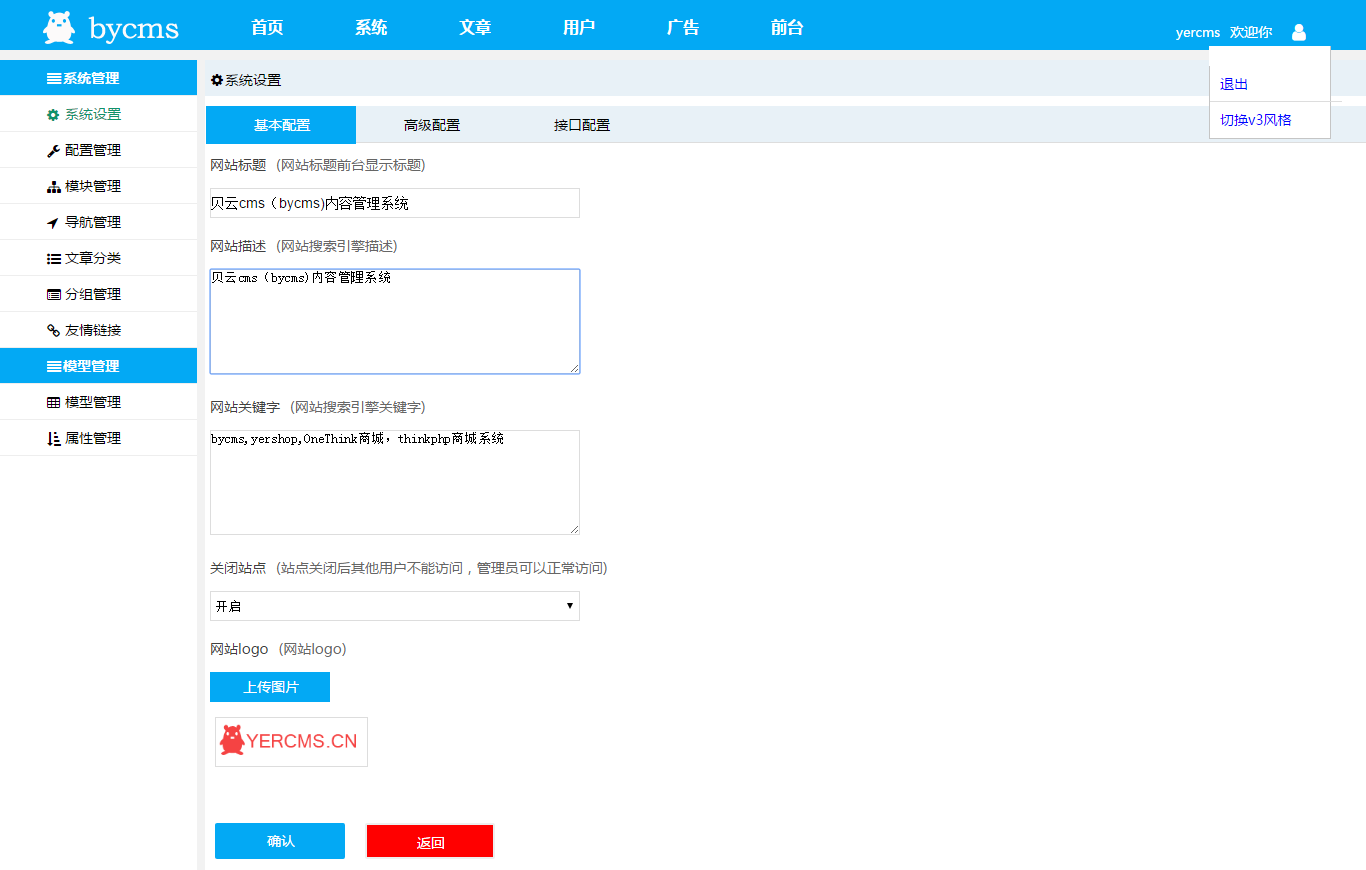 bycms 首页 系统 文章 用户 广告 前台 yercms 欢迎你
退出
切换v3风格
系统管理
系统设置
配置管理
模块管理
导航管理
文章分类
分组管理
友情链接
模型管理
模型管理
属性管理
系统设置
基本配置 高级配置 接口配置
网站标题 (网站标题前台显示标题)
贝云cms（bycms)内容管理系统
网站描述 (网站搜索引擎描述)
贝云cms（bycms)内容管理系统
网站关键字 (网站搜索引擎关键字)
bycms,yershop,OneThink商城，thinkphp商城系统
关闭站点 (站点关闭后其他用户不能访问，管理员可以正常访问)
开启
网站logo (网站logo)
上传图片
YERCMS.CN
确认 返回